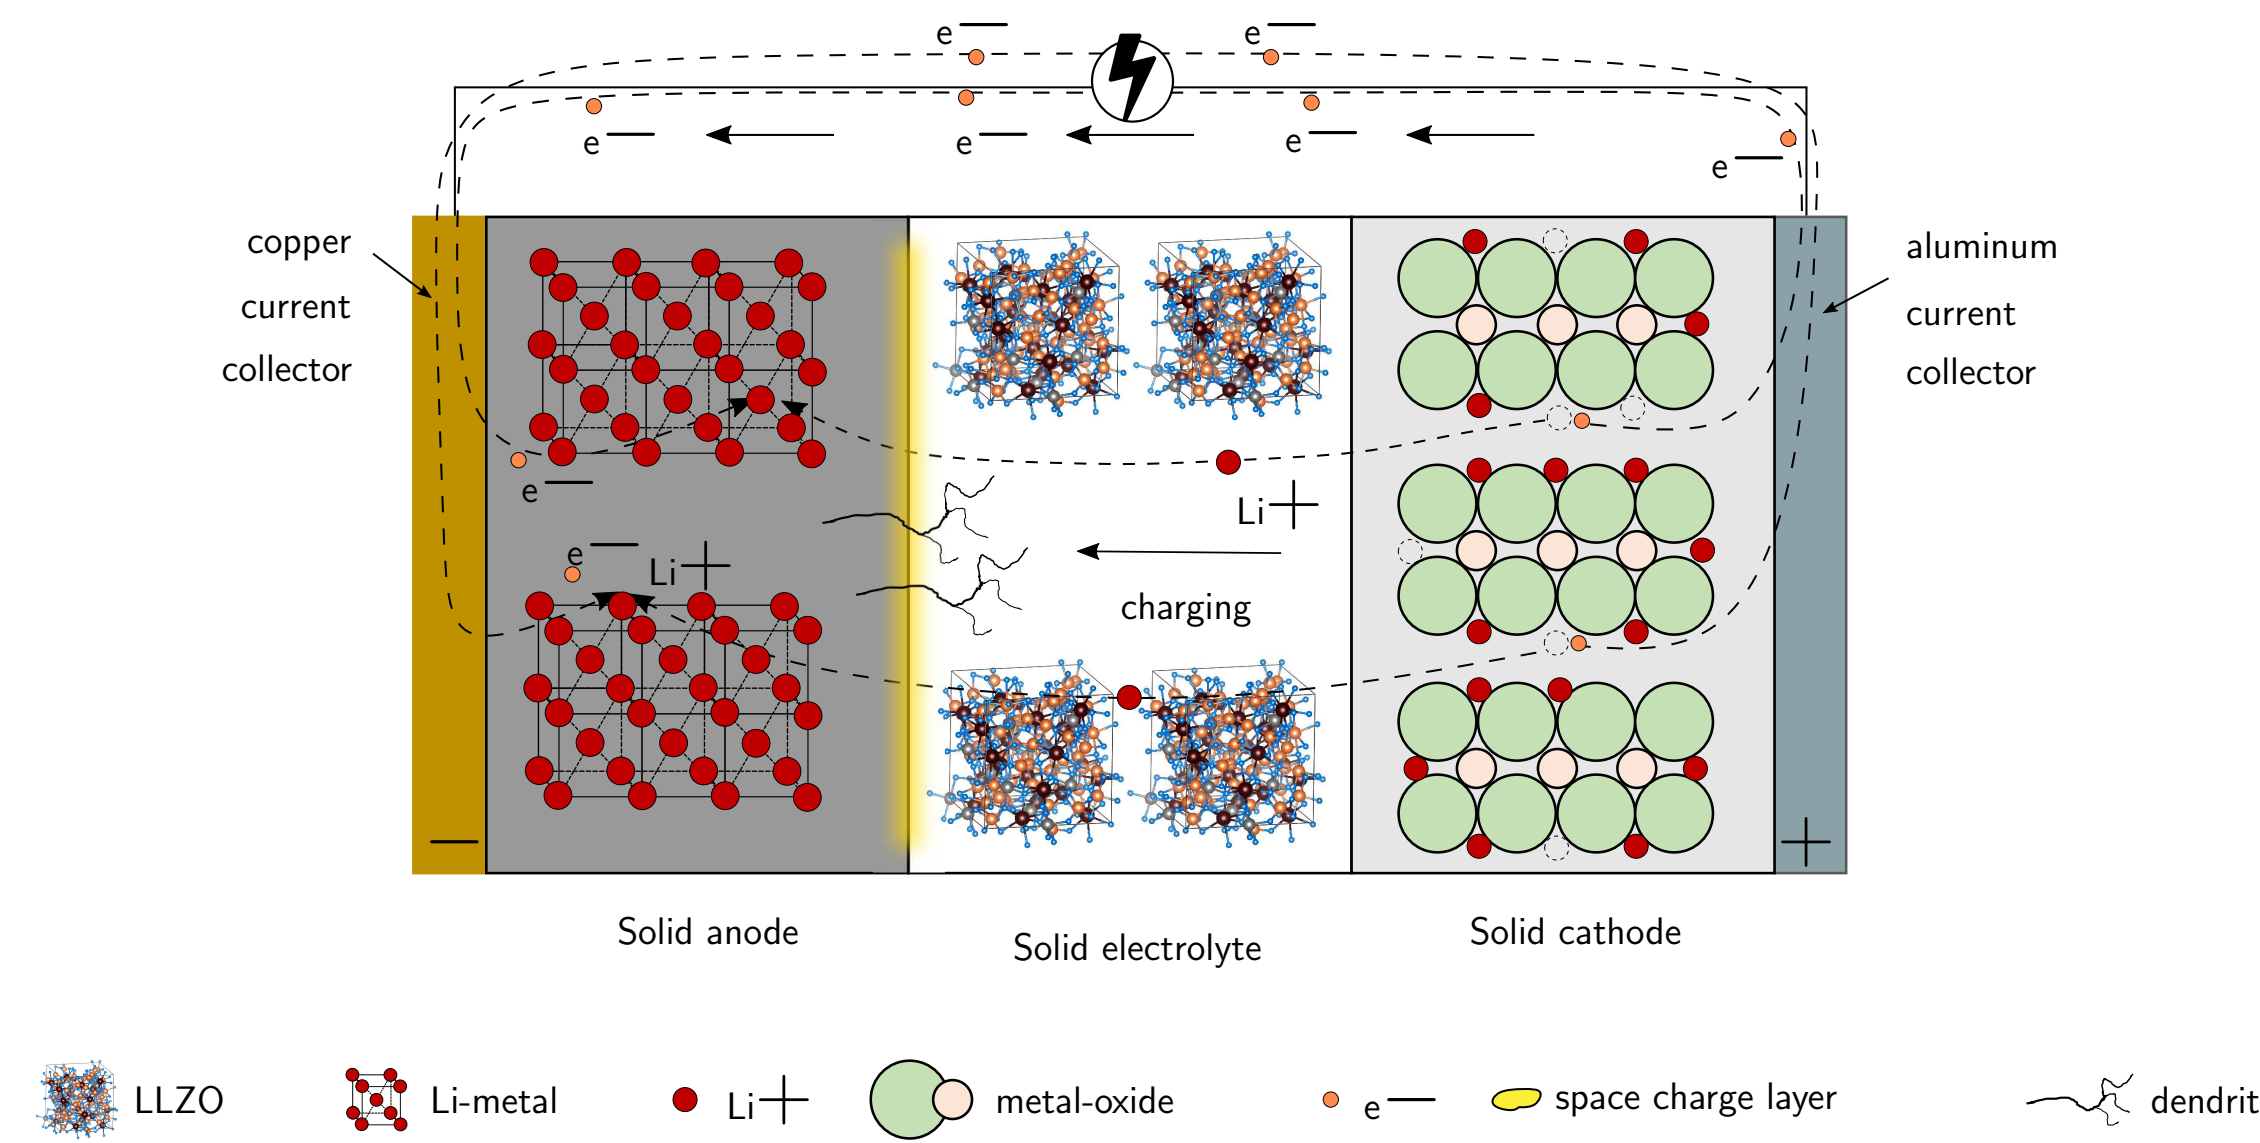 e—
e—
e—
e—
e—
e—
copper
current
collector
aluminum
current
collector
e—
Li+
e—
Li+
charging
—
+
Solid anode
Solid electrolyte
Solid cathode
LLZO
Li-metal
Li+
metal-oxide
e—
space charge layer
dendrit